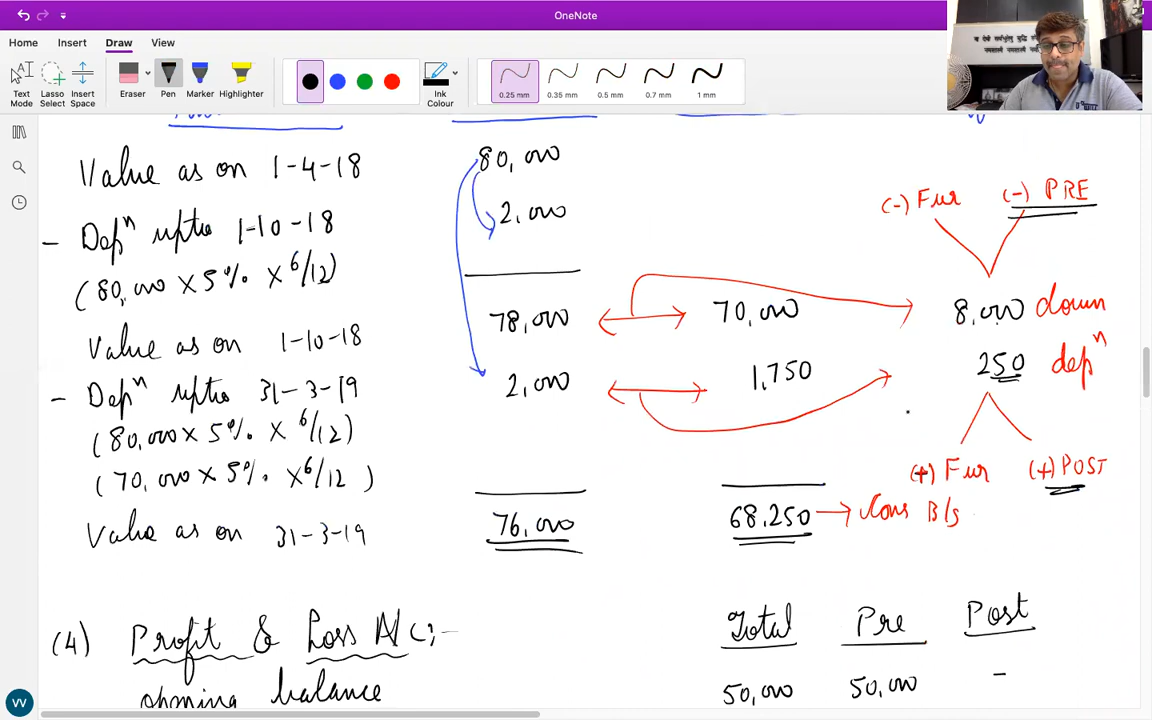 OneNote
Home Insert Draw View
Text Mode
Lasso Select
Insert Space
Eraser
Pen
Marker
Highlighter
Ink Colour
0.25 mm 0.35 mm 0.5 mm 0.7 mm 1 mm
Value as on 1-4-18 80,000
(-) Fur (-) PRE
- Depⁿ upto 1-10-18 2,000
(80,000 X 5% X 6/12)
78,000 70,000 8,000 down
Value as on 1-10-18
2,000 1,750 250 depⁿ
- Depⁿ upto 31-3-19
(80,000 X 5% X 6/12)
(+) Fur (+) POST
(70,000 X 5% X 6/12)
Value as on 31-3-19 76,000 68,250 → Cons B/s
(4) Profit & Loss A/c:- Total Pre Post
opening balance 50,000 50,000 -
VV